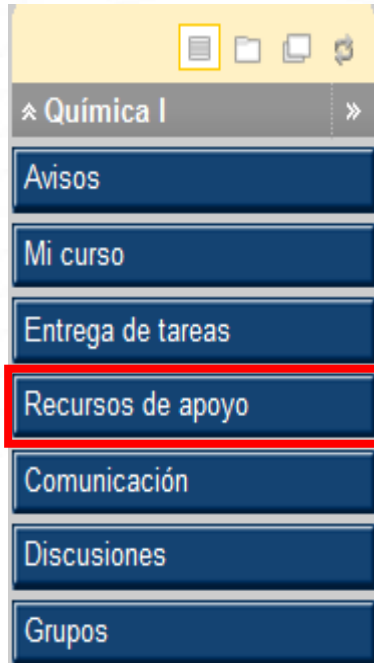 Química I
Avisos
Mi curso
Entrega de tareas
Recursos de apoyo
Comunicación
Discusiones
Grupos